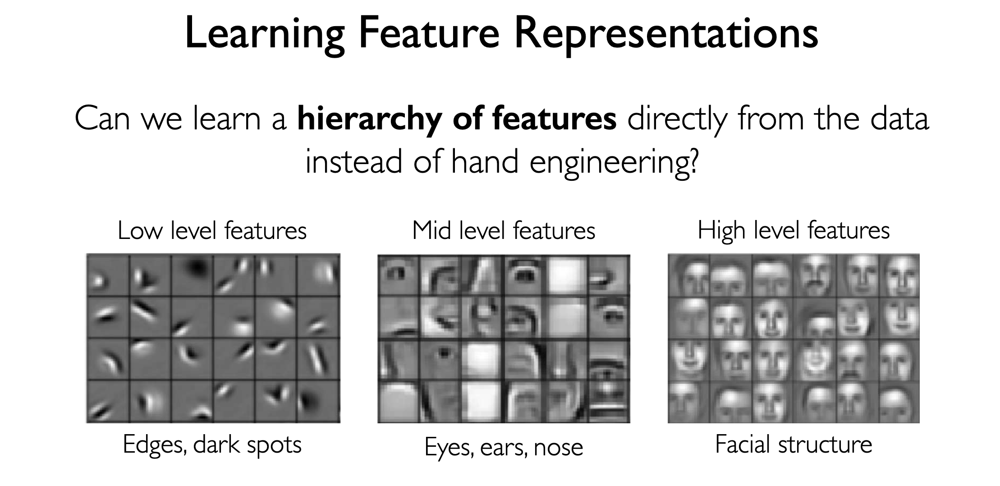 Learning Feature Representations
Can we learn a hierarchy of features directly from the data
instead of hand engineering?
Low level features
Mid level features
High level features
Edges, dark spots
Eyes, ears, nose
Facial structure